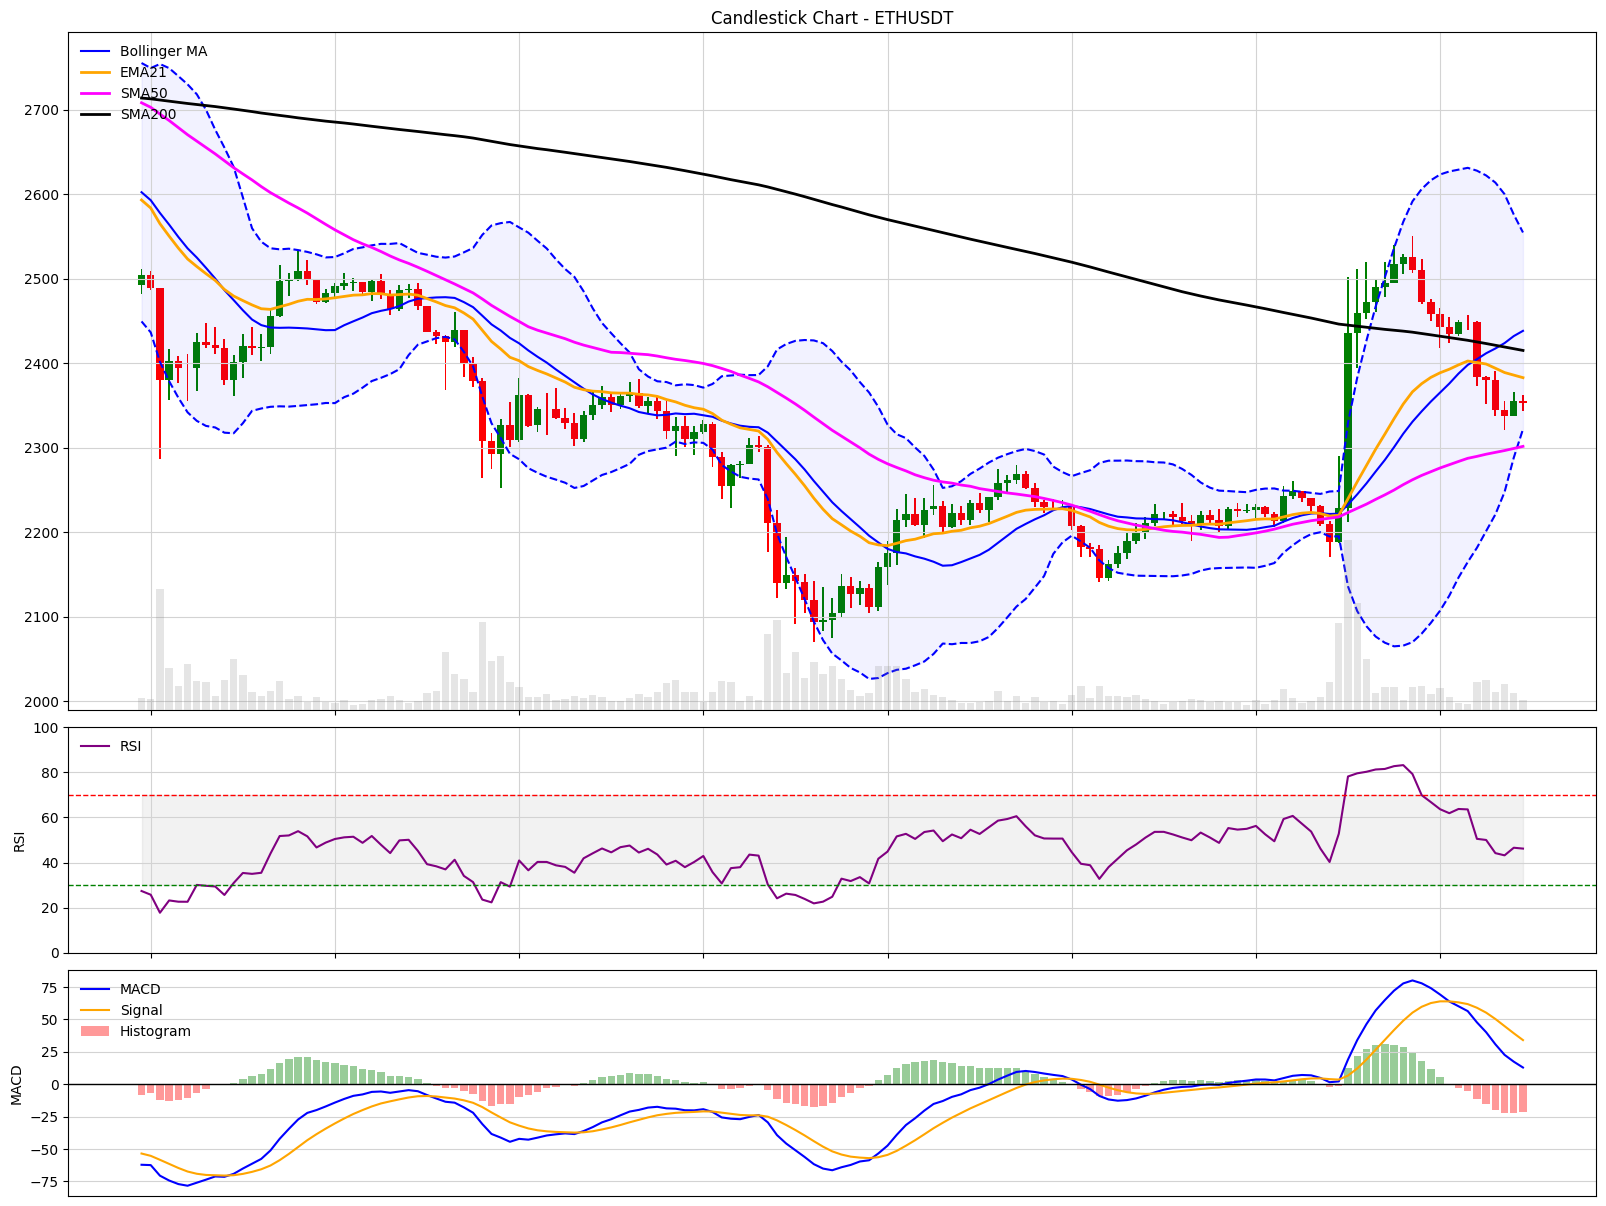 Candlestick Chart - ETHUSDT
Bollinger MA
EMA21
SMA50
SMA200
2700
2600
2500
2400
2300
2200
2100
2000
RSI
100
80
60
40
20
0
RSI
MACD
Signal
Histogram
75
50
25
0
−25
−50
−75
MACD